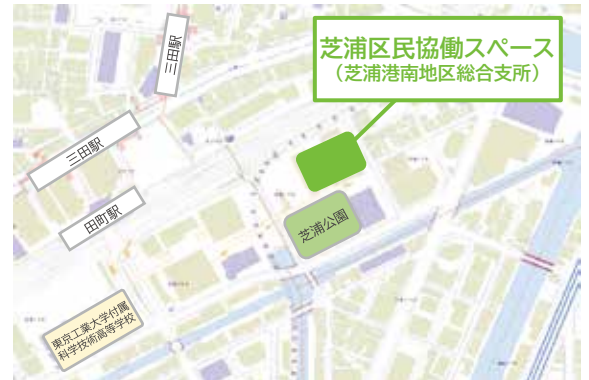 芝浦区民協働スペース
（芝浦港南地区総合支所）
三田駅
三田駅
田町駅
芝浦公園
東京工業大学付属
科学技術高等学校